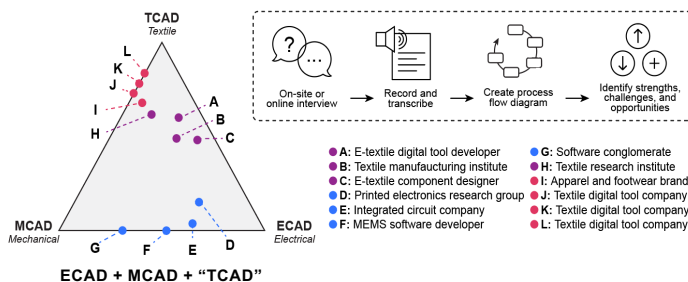 TCAD
Textile
L
K
J
I
H
A
B
C
MCAD
Mechanical
ECAD
Electrical
G
F
E
D
ECAD + MCAD + “TCAD”
?
...
On-site or
online interview
Record and
transcribe
Create process
flow diagram
Identify strengths,
challenges, and
opportunities
A: E-textile digital tool developer
B: Textile manufaucturing institute
C: E-textile component designer
D: Printed electronics research group
E: Integrated circuit company
F: MEMS software developer
G: Software conglomerate
H: Textile research institute
I: Apparel and footwear brand
J: Textile digital tool company
K: Textile digital tool company
L: Textile digital tool company